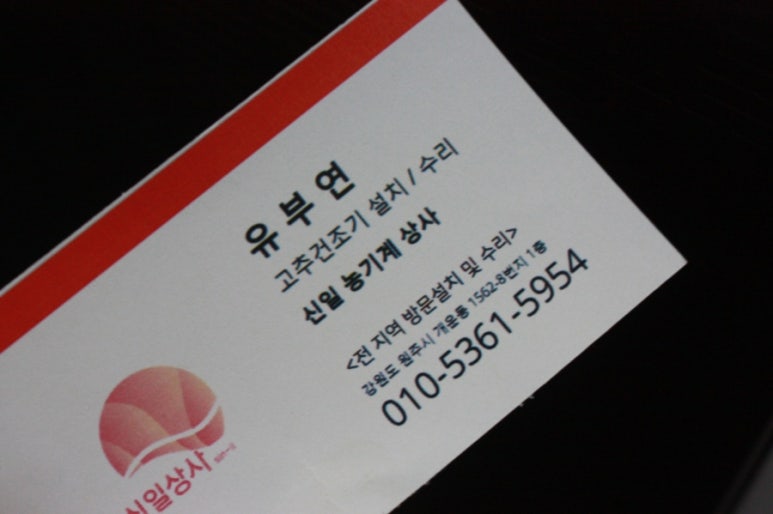 유부연
고추건조기 설치 / 수리
신일 농기계 상사
<전 지역 방문설치 및 수리>
강원도 원주시 개운동 1562-8번지 1층
010-5361-5954
신일상사